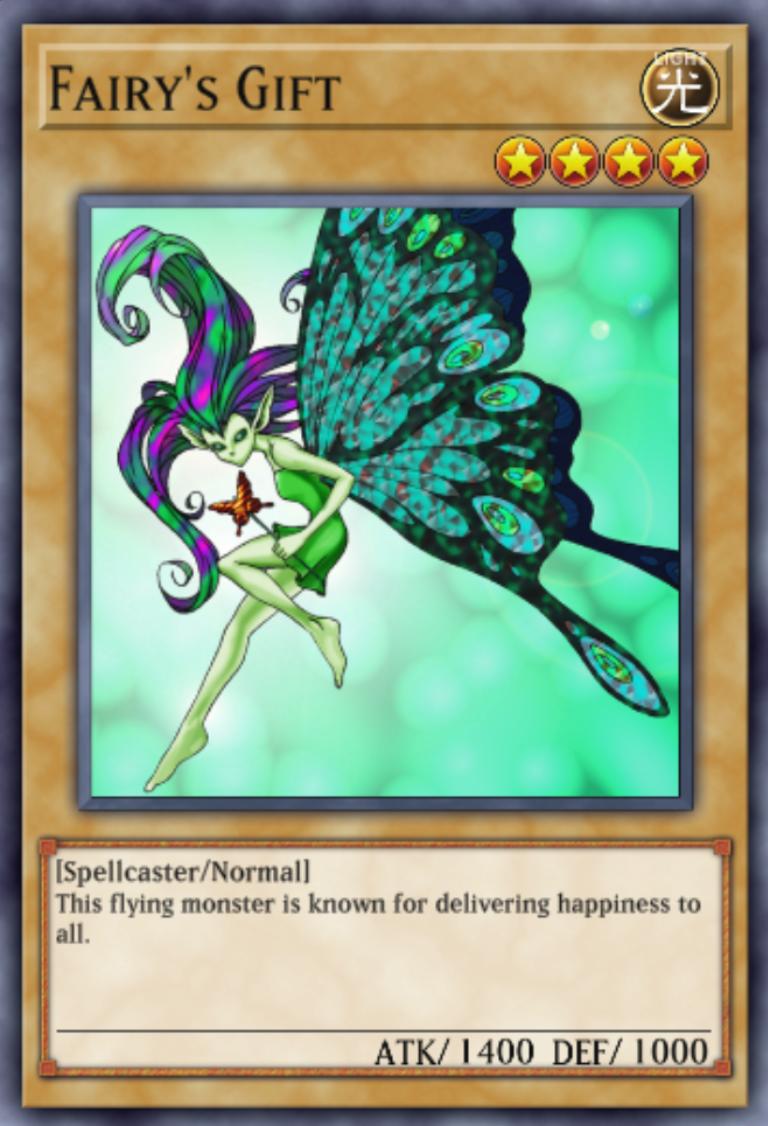 FAIRY'S GIFT
LIGHT
光
[Spellcaster/Normal]
This flying monster is known for delivering happiness to
all.
ATK/ 1400 DEF/ 1000